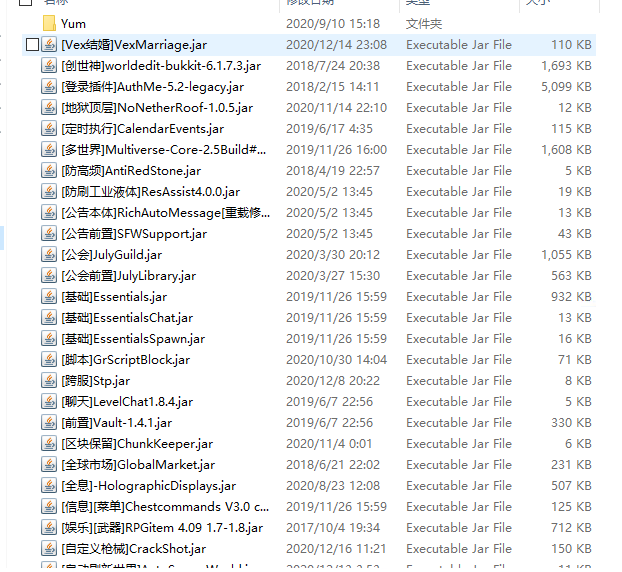 名称 修改日期 类型 大小
Yum 2020/9/10 15:18 文件夹
[Vex结婚]VexMarriage.jar 2020/12/14 23:08 Executable Jar File 110 KB
[创世神]worldedit-bukkit-6.1.7.3.jar 2018/7/24 20:38 Executable Jar File 1,693 KB
[登录插件]AuthMe-5.2-legacy.jar 2018/2/15 14:11 Executable Jar File 5,099 KB
[地狱顶层]NoNetherRoof-1.0.5.jar 2020/11/14 22:10 Executable Jar File 12 KB
[定时执行]CalendarEvents.jar 2019/6/17 4:35 Executable Jar File 115 KB
[多世界]Multiverse-Core-2.5Build#... 2019/11/26 16:00 Executable Jar File 1,608 KB
[防高频]AntiRedStone.jar 2018/4/19 22:57 Executable Jar File 5 KB
[防刷工业液体]ResAssist4.0.0.jar 2020/5/2 13:45 Executable Jar File 19 KB
[公告本体]RichAutoMessage[重载修... 2020/5/2 13:45 Executable Jar File 13 KB
[公告前置]SFWSupport.jar 2020/5/2 13:45 Executable Jar File 43 KB
[公会]JulyGuild.jar 2020/3/30 20:12 Executable Jar File 1,055 KB
[公会前置]JulyLibrary.jar 2020/3/27 15:30 Executable Jar File 563 KB
[基础]Essentials.jar 2019/11/26 15:59 Executable Jar File 932 KB
[基础]EssentialsChat.jar 2019/11/26 15:59 Executable Jar File 13 KB
[基础]EssentialsSpawn.jar 2019/11/26 15:59 Executable Jar File 16 KB
[脚本]GrScriptBlock.jar 2020/10/30 14:04 Executable Jar File 71 KB
[跨服]Stp.jar 2020/12/8 20:22 Executable Jar File 8 KB
[聊天]LevelChat1.8.4.jar 2019/6/7 22:56 Executable Jar File 5 KB
[前置]Vault-1.4.1.jar 2019/6/7 22:56 Executable Jar File 330 KB
[区块保留]ChunkKeeper.jar 2020/11/4 0:01 Executable Jar File 6 KB
[全球市场]GlobalMarket.jar 2018/6/21 22:02 Executable Jar File 231 KB
[全息]-HolographicDisplays.jar 2020/8/23 12:08 Executable Jar File 507 KB
[信息][菜单]Chestcommands V3.0 c... 2019/11/26 15:59 Executable Jar File 125 KB
[娱乐][武器]RPGitem 4.09 1.7-1.8.jar 2017/10/4 19:34 Executable Jar File 712 KB
[自定义枪械]CrackShot.jar 2020/12/16 11:21 Executable Jar File 150 KB